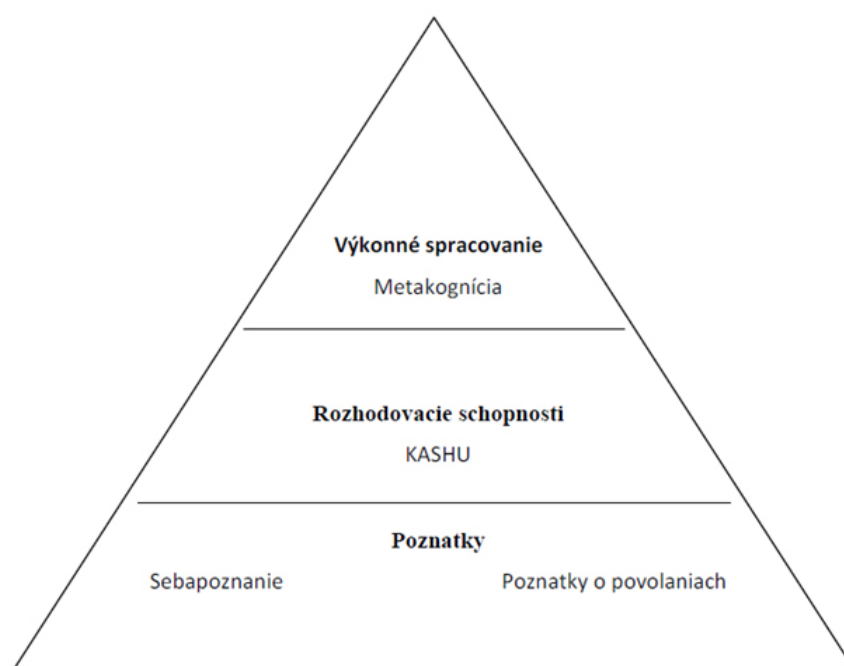 Výkonné spracovanie
Metakognícia
Rozhodovacie schopnosti
KASHU
Poznatky
Sebapoznanie
Poznatky o povolaniach